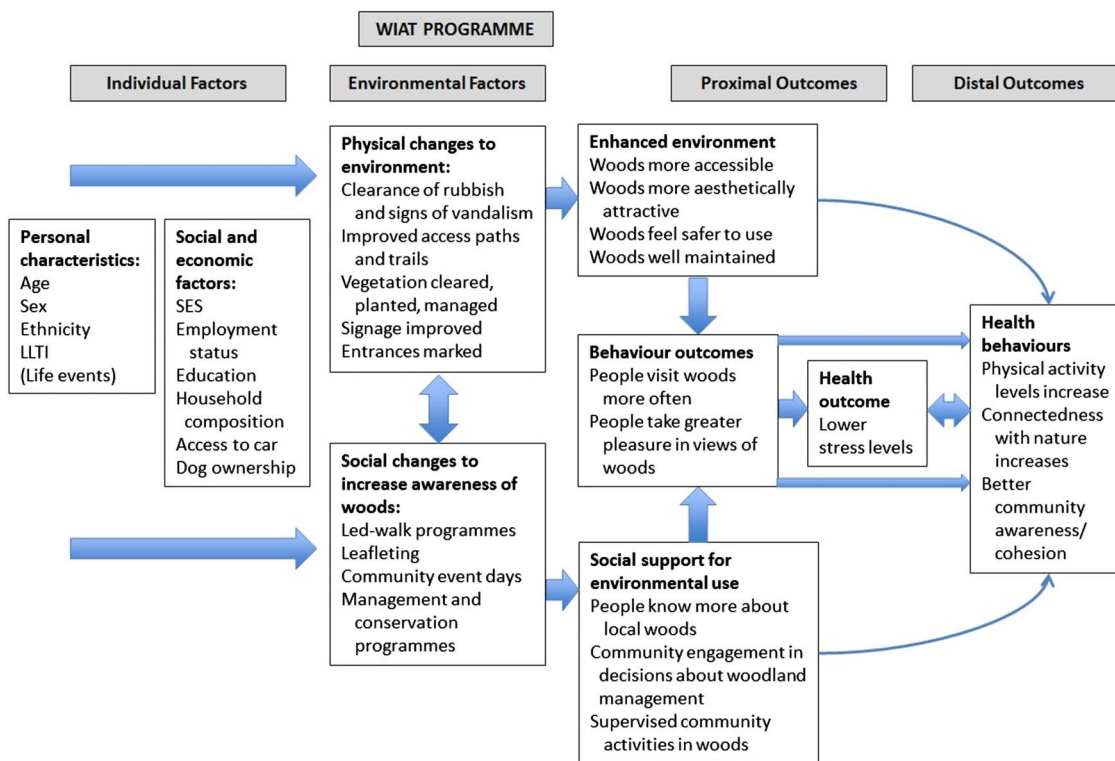 WIAT PROGRAMME
Individual Factors
Environmental Factors
Proximal Outcomes
Distal Outcomes
Personal
characteristics:
Age
Sex
Ethnicity
LLTI
(Life events)
Social and
economic
factors:
SES
Employment
status
Education
Household
composition
Access to car
Dog ownership
Physical changes to
environment:
Clearance of rubbish
and signs of vandalism
Improved access paths
and trails
Vegetation cleared,
planted, managed
Signage improved
Entrances marked
Social changes to
increase awareness of
woods:
Led-walk programmes
Leafleting
Community event days
Management and
conservation
programmes
Enhanced environment
Woods more accessible
Woods more aesthetically
attractive
Woods feel safer to use
Woods well maintained
Behaviour outcomes
People visit woods
more often
People take greater
pleasure in views of
woods
Social support for
environmental use
People know more about
local woods
Community engagement in
decisions about woodland
management
Supervised community
activities in woods
Health
outcome
Lower
stress levels
Health
behaviours
Physical activity
levels increase
Connectedness
with nature
increases
Better
community
awareness/
cohesion